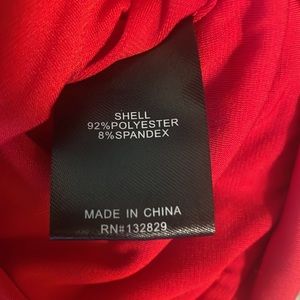 SHELL
92%POLYESTER
8%SPANDEX
MADE IN CHINA
RN#132829